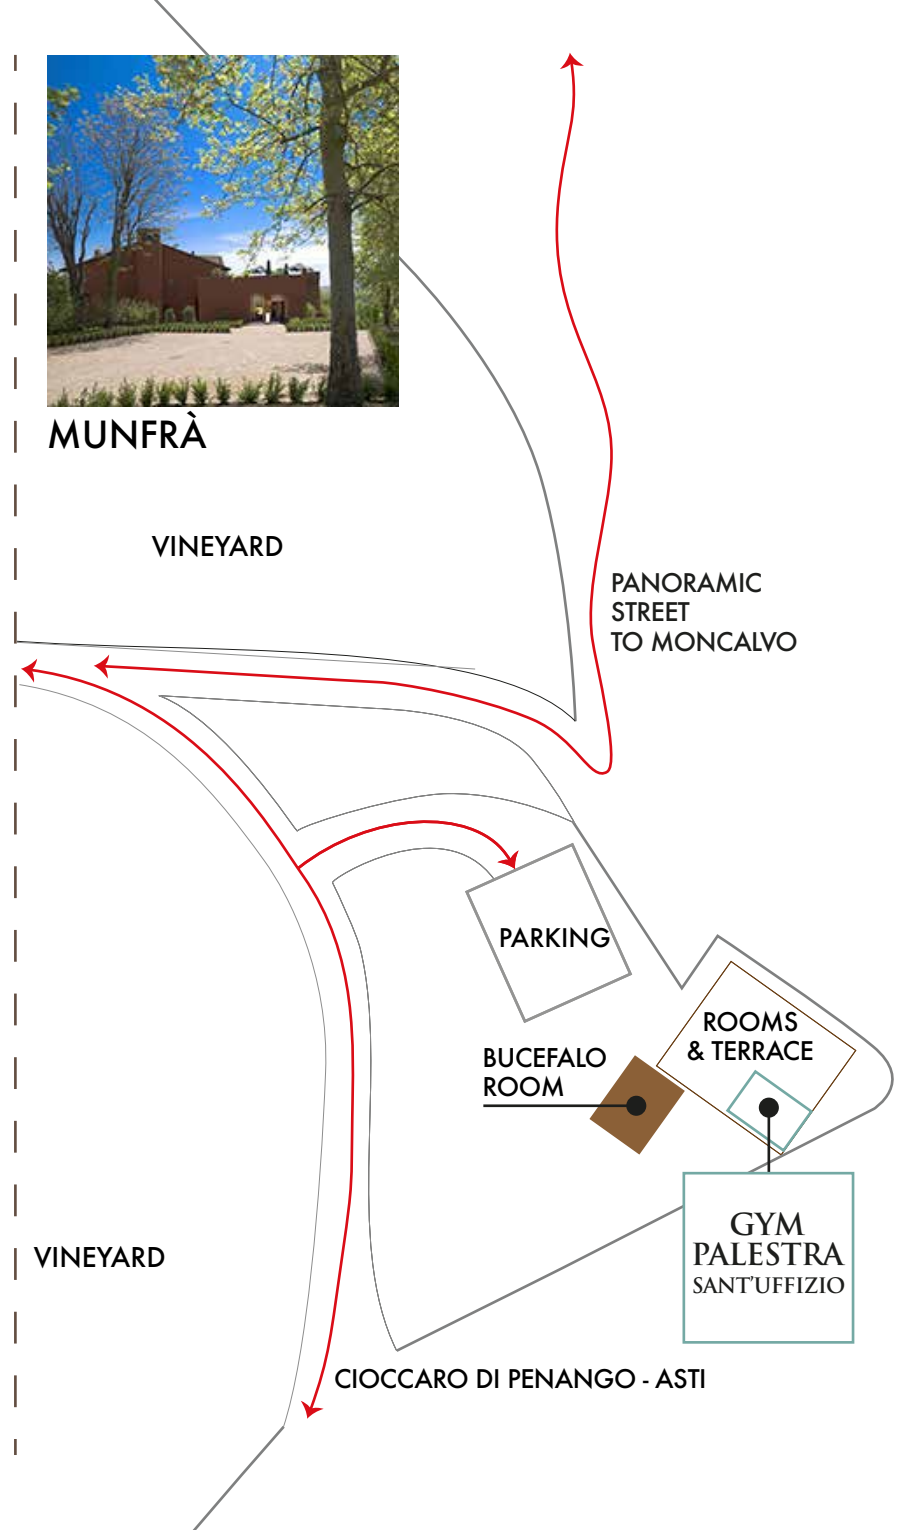 MUNFRÀ
VINEYARD
PANORAMIC
STREET
TO MONCALVO
PARKING
ROOMS
& TERRACE
BUCEFALO
ROOM
GYM
PALESTRA
SANT'UFFIZIO
VINEYARD
CIOCCARO DI PENANGO - ASTI